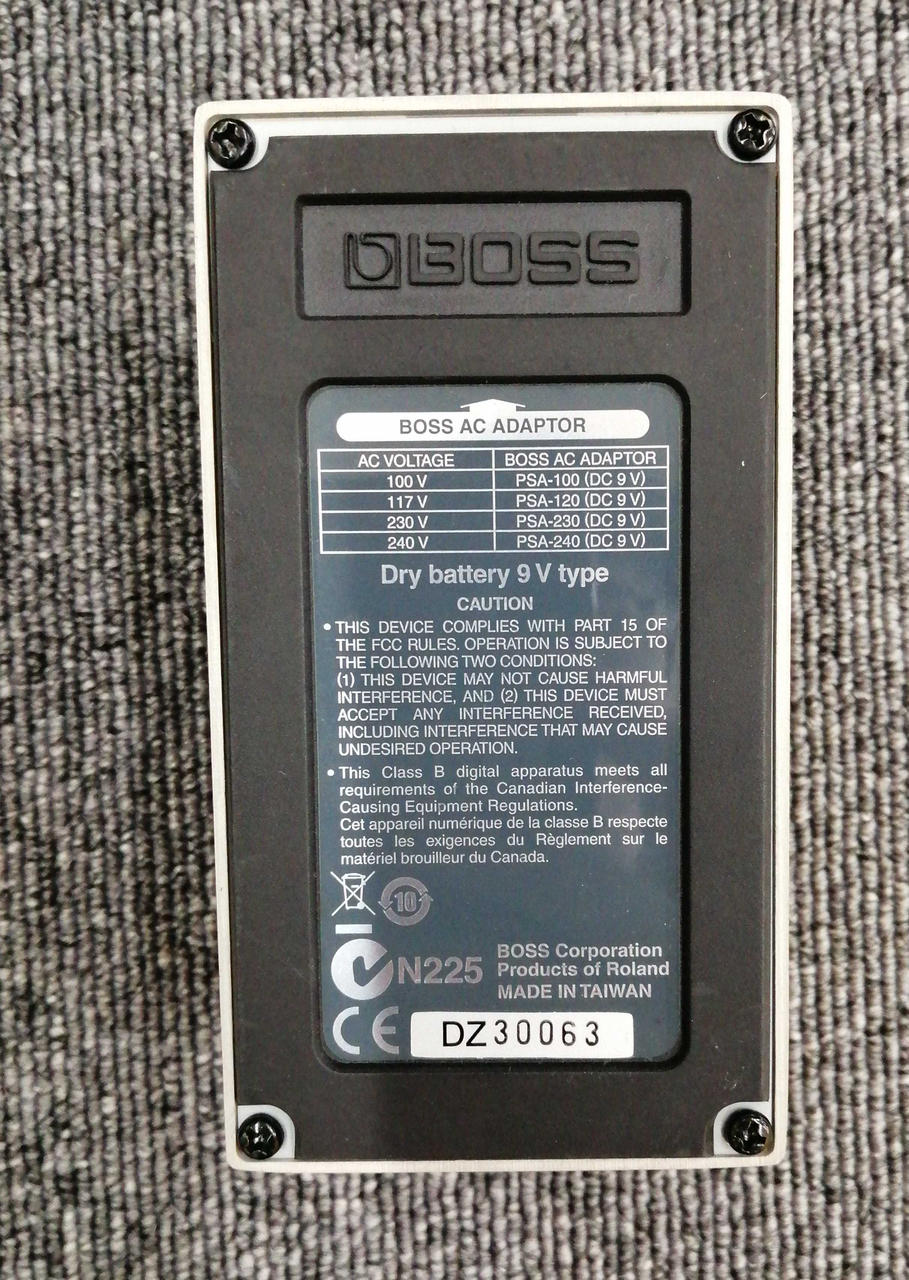 BOSS
BOSS AC ADAPTOR
AC VOLTAGE BOSS AC ADAPTOR
100 V PSA-100 (DC 9 V)
117 V PSA-120 (DC 9 V)
230 V PSA-230 (DC 9 V)
240 V PSA-240 (DC 9 V)
Dry battery 9 V type
CAUTION
• THIS DEVICE COMPLIES WITH PART 15 OF
THE FCC RULES. OPERATION IS SUBJECT TO
THE FOLLOWING TWO CONDITIONS:
(1) THIS DEVICE MAY NOT CAUSE HARMFUL
INTERFERENCE, AND (2) THIS DEVICE MUST
ACCEPT ANY INTERFERENCE RECEIVED,
INCLUDING INTERFERENCE THAT MAY CAUSE
UNDESIRED OPERATION.
• This Class B digital apparatus meets all
requirements of the Canadian Interference-
Causing Equipment Regulations.
Cet appareil numérique de la classe B respecte
toutes les exigences du Règlement sur le
matériel brouilleur du Canada.
10
N225
BOSS Corporation
Products of Roland
MADE IN TAIWAN
CE
DZ30063